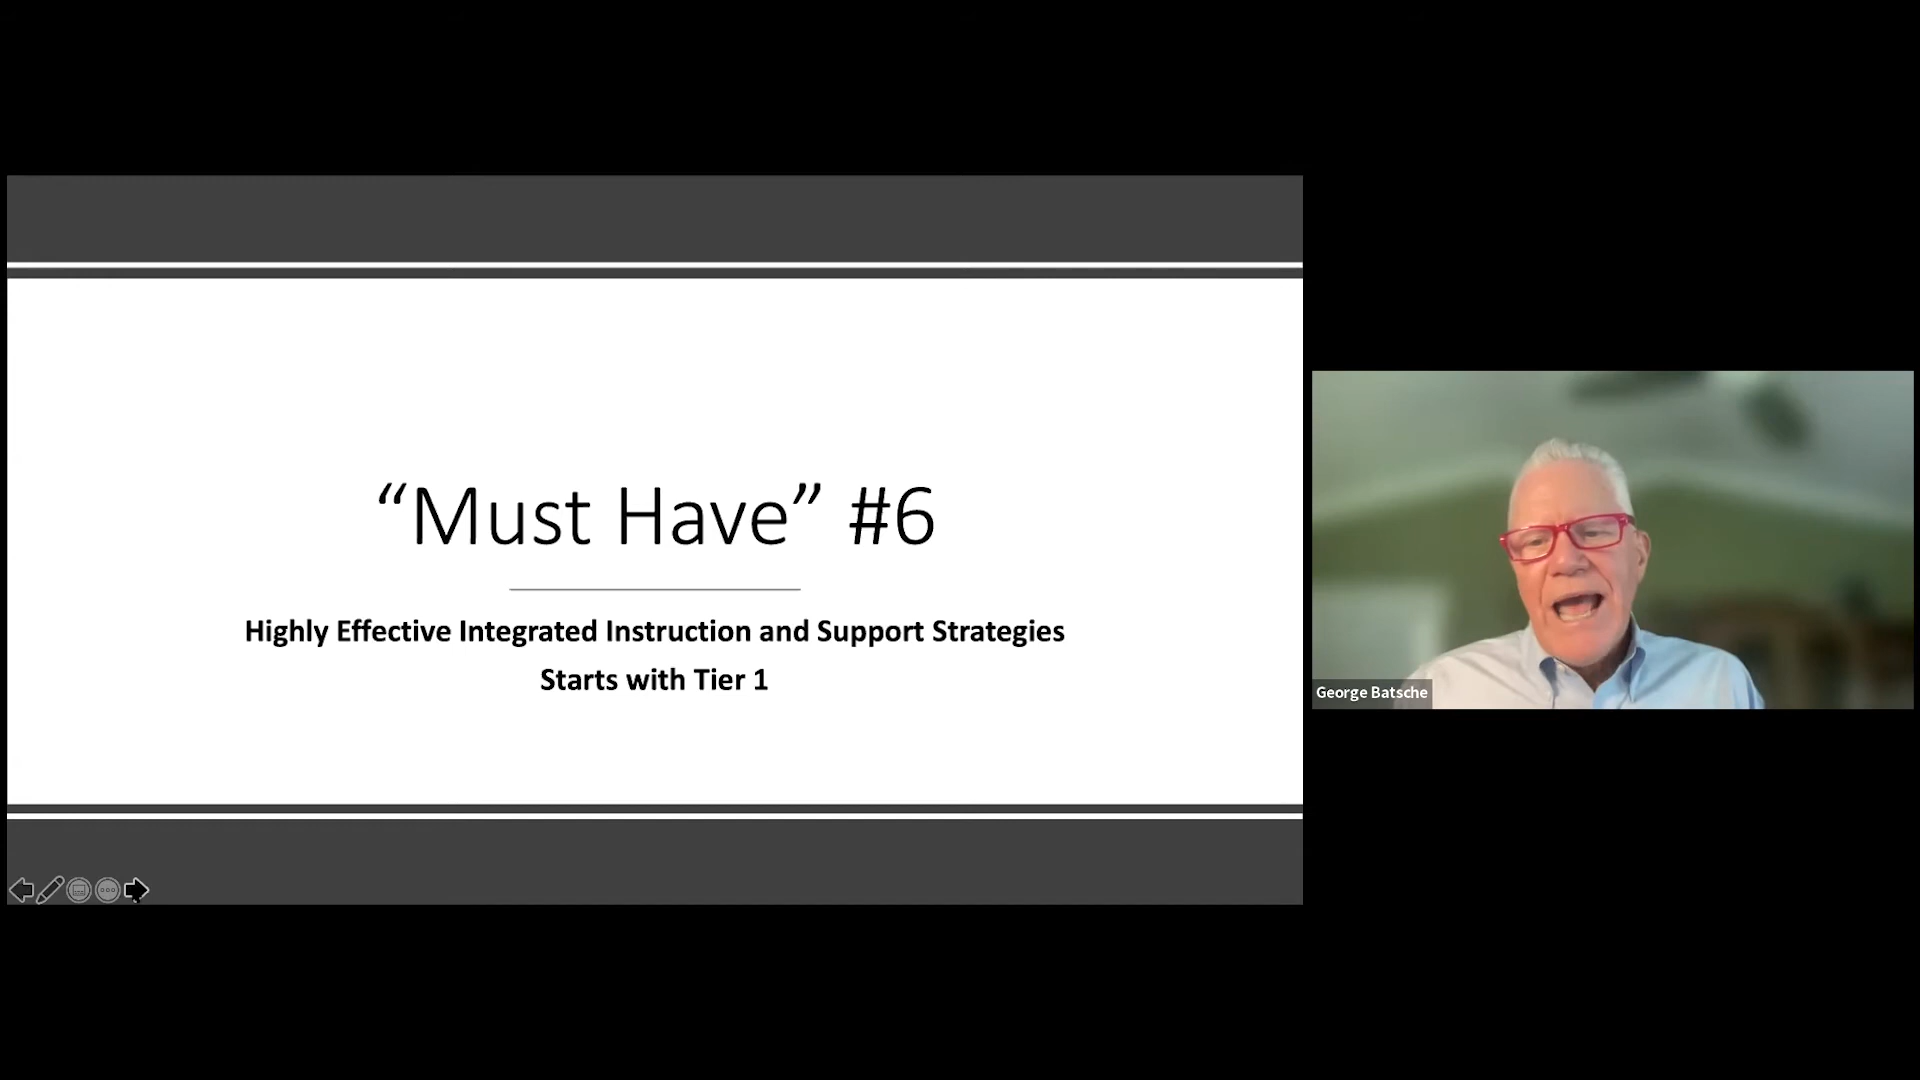 “Must Have” #6
Highly Effective Integrated Instruction and Support Strategies
Starts with Tier 1
George Batsche